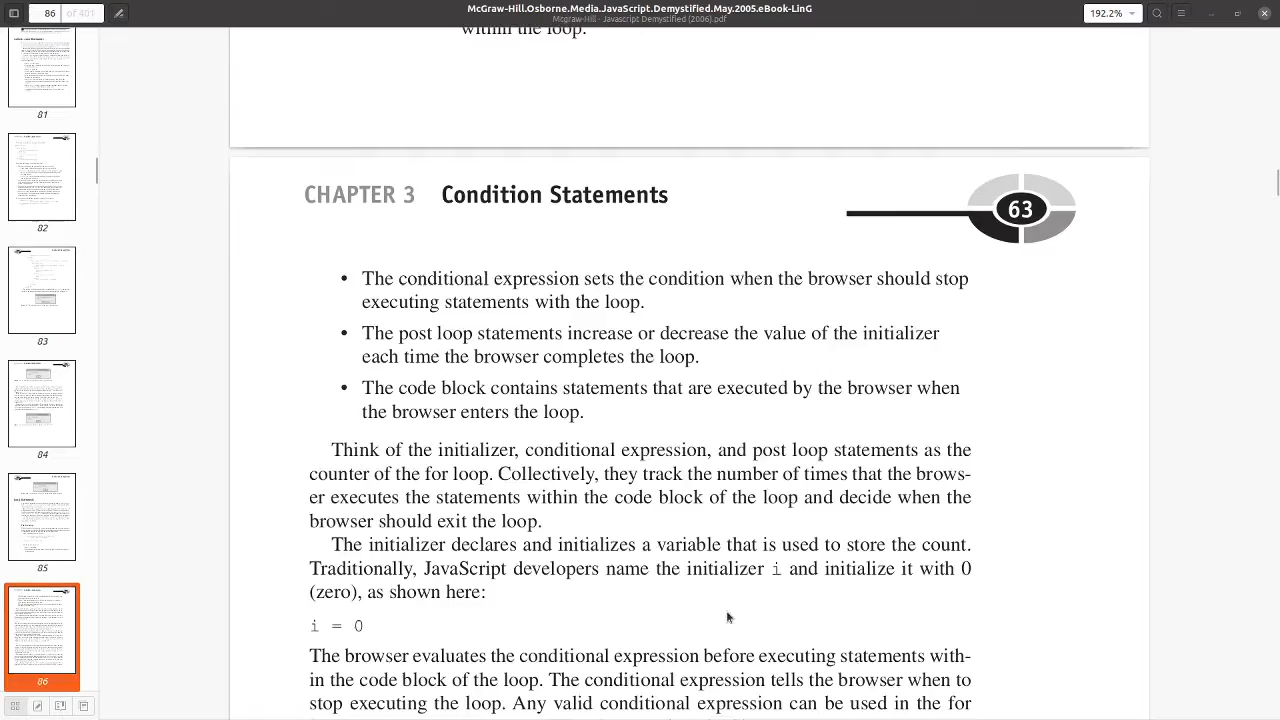 86 of 401
McGraw-Hill.Osborne.Media.JavaScript.Demystified.May.2005.eBook-LinG
McGraw-Hill - Javascript Demystified (2006).pdf
192.2%
81
82
83
84
85
86
in the loop.
CHAPTER 3 Condition Statements
63
• The conditional expression sets the condition when the browser should stop
executing statements with the loop.
• The post loop statements increase or decrease the value of the initializer
each time the browser completes the loop.
• The code block contains statements that are executed by the browser when
the browser enters the loop.
Think of the initializer, conditional expression, and post loop statements as the
counter of the for loop. Collectively, they track the number of times that the brows-
er executes the statements within the code block of the loop and decide when the
browser should exit the loop.
The initializer declares and initializes a variable that is used to store the count.
Traditionally, JavaScript developers name the initializer i and initialize it with 0
(zero), as shown here:
i = 0
The browser evaluates the conditional expression before executing statements with-
in the code block of the loop. The conditional expression tells the browser when to
stop executing the loop. Any valid conditional expression can be used in the for